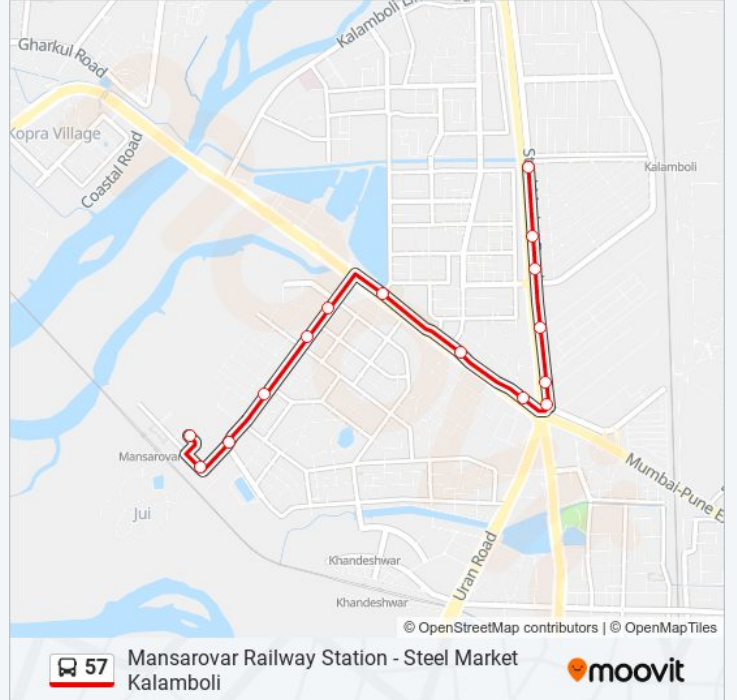 Kalamboli
Gharkul Road
Kopra Village
Coastal Road
Kalamboli
Mansarovar
Jui
Mumbai-Pune E
Uran Road
Khandeshwar
Khandeshwar
© OpenStreetMap contributors | © OpenMapTiles
57
Mansarovar Railway Station - Steel Market
Kalamboli
moovit